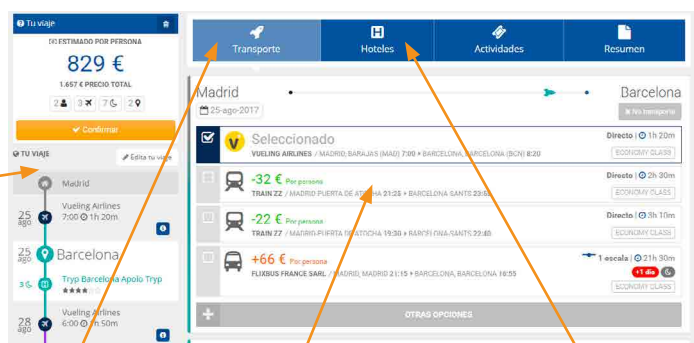 Tu viaje
ESTIMADO POR PERSONA
829 €
1.657 € PRECIO TOTAL
2 3 7 2
Confirmar
TU VIAJE
Edita tu viaje
Madrid
25 ago
Vueling Airlines
7:00 1h 20m
25 ago
Barcelona
3
Tryp Barcelona Apolo Tryp
28 ago
Vueling Airlines
6:00 1h 50m
Transporte
Hoteles
Actividades
Resumen
Madrid
Barcelona
25-ago-2017
No transporte
Seleccionado
VUELING AIRLINES / MADRID, BARAJAS (MAD) 7:00 BARCELONA, BARCELONA (BCN) 8:20
Directo | 1h 20m
ECONOMY CLASS
-32 € Por persona
TRAIN ZZ / MADRID-PUERTA DE ATOCHA 21:25 BARCELONA-SANTS 23:55
Directo | 2h 30m
ECONOMY CLASS
-22 € Por persona
TRAIN ZZ / MADRID-PUERTA DE ATOCHA 19:30 BARCELONA-SANTS 22:40
Directo | 3h 10m
ECONOMY CLASS
+66 € Por persona
FLIXBUS FRANCE SARL / MADRID, MADRID 21:15 BARCELONA, BARCELONA 18:55
1 escala | 21h 30m
+1 día
ECONOMY CLASS
OTRAS OPCIONES